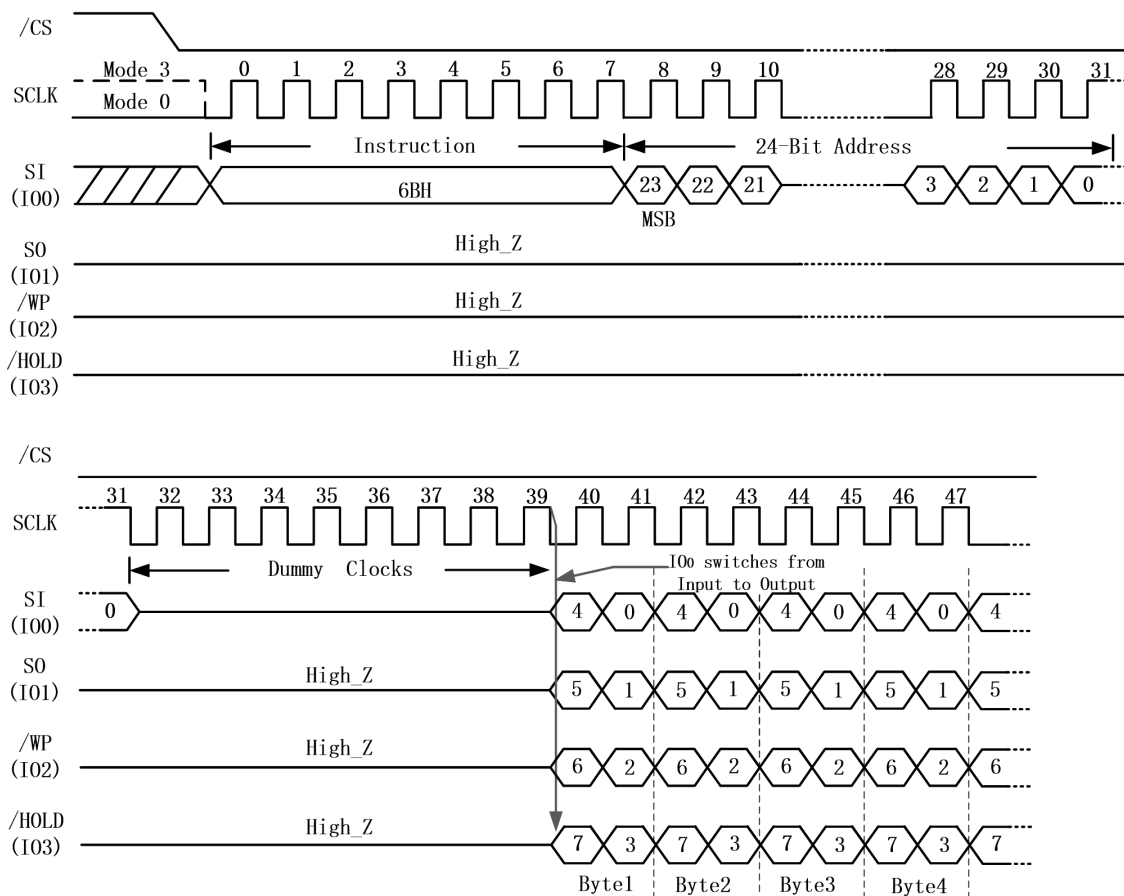 /CS
Mode 3 0 1 2 3 4 5 6 7 8 9 10 28 29 30 31
SCLK Mode 0
Instruction 24-Bit Address
SI
(IO0) 6BH 23 22 21 3 2 1 0
MSB
SO High_Z
(IO1)
/WP High_Z
(IO2)
/HOLD High_Z
(IO3)
/CS
31 32 33 34 35 36 37 38 39 40 41 42 43 44 45 46 47
SCLK
Dummy Clocks IO0 switches from
Input to Output
SI
(IO0) 0 4 0 4 0 4 0 4 0 4
SO High_Z
(IO1) 5 1 5 1 5 1 5 1 5
/WP High_Z
(IO2) 6 2 6 2 6 2 6 2 6
/HOLD High_Z
(IO3) 7 3 7 3 7 3 7 3 7
Byte1 Byte2 Byte3 Byte4